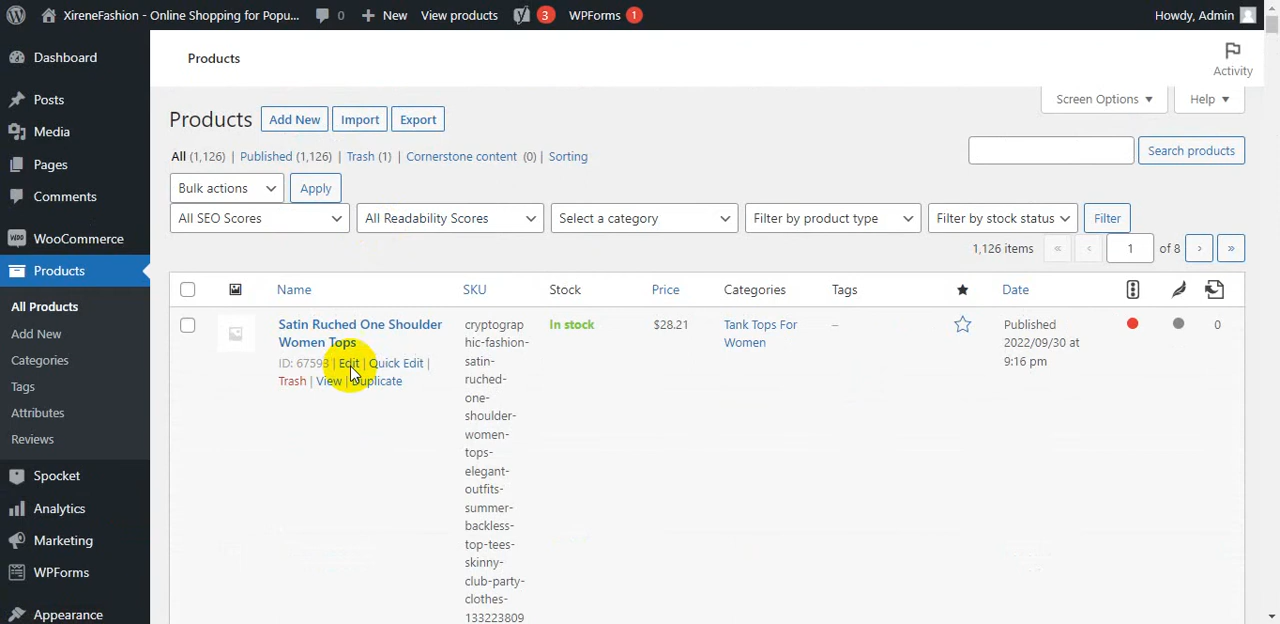 XireneFashion - Online Shopping for Popu... 0 New View products 3 WPForms 1 Howdy, Admin
Dashboard
Posts
Media
Pages
Comments
WooCommerce
Products
All Products
Add New
Categories
Tags
Attributes
Reviews
Spocket
Analytics
Marketing
WPForms
Appearance
Products
Activity
Screen Options ▼ Help ▼
Products Add New Import Export
All (1,126) | Published (1,126) | Trash (1) | Cornerstone content (0) | Sorting
Search products
Bulk actions Apply
All SEO Scores All Readability Scores Select a category Filter by product type Filter by stock status Filter
1,126 items « ‹ 1 of 8 › »
Name SKU Stock Price Categories Tags Date
Satin Ruched One Shoulder
Women Tops
ID: 67593 | Edit | Quick Edit |
Trash | View | Duplicate
cryptograp
hic-fashion-
satin-
ruched-
one-
shoulder-
women-
tops-
elegant-
outfits-
summer-
backless-
top-tees-
skinny-
club-party-
clothes-
133223809
In stock
$28.21
Tank Tops For
Women
–
Published
2022/09/30 at
9:16 pm
0